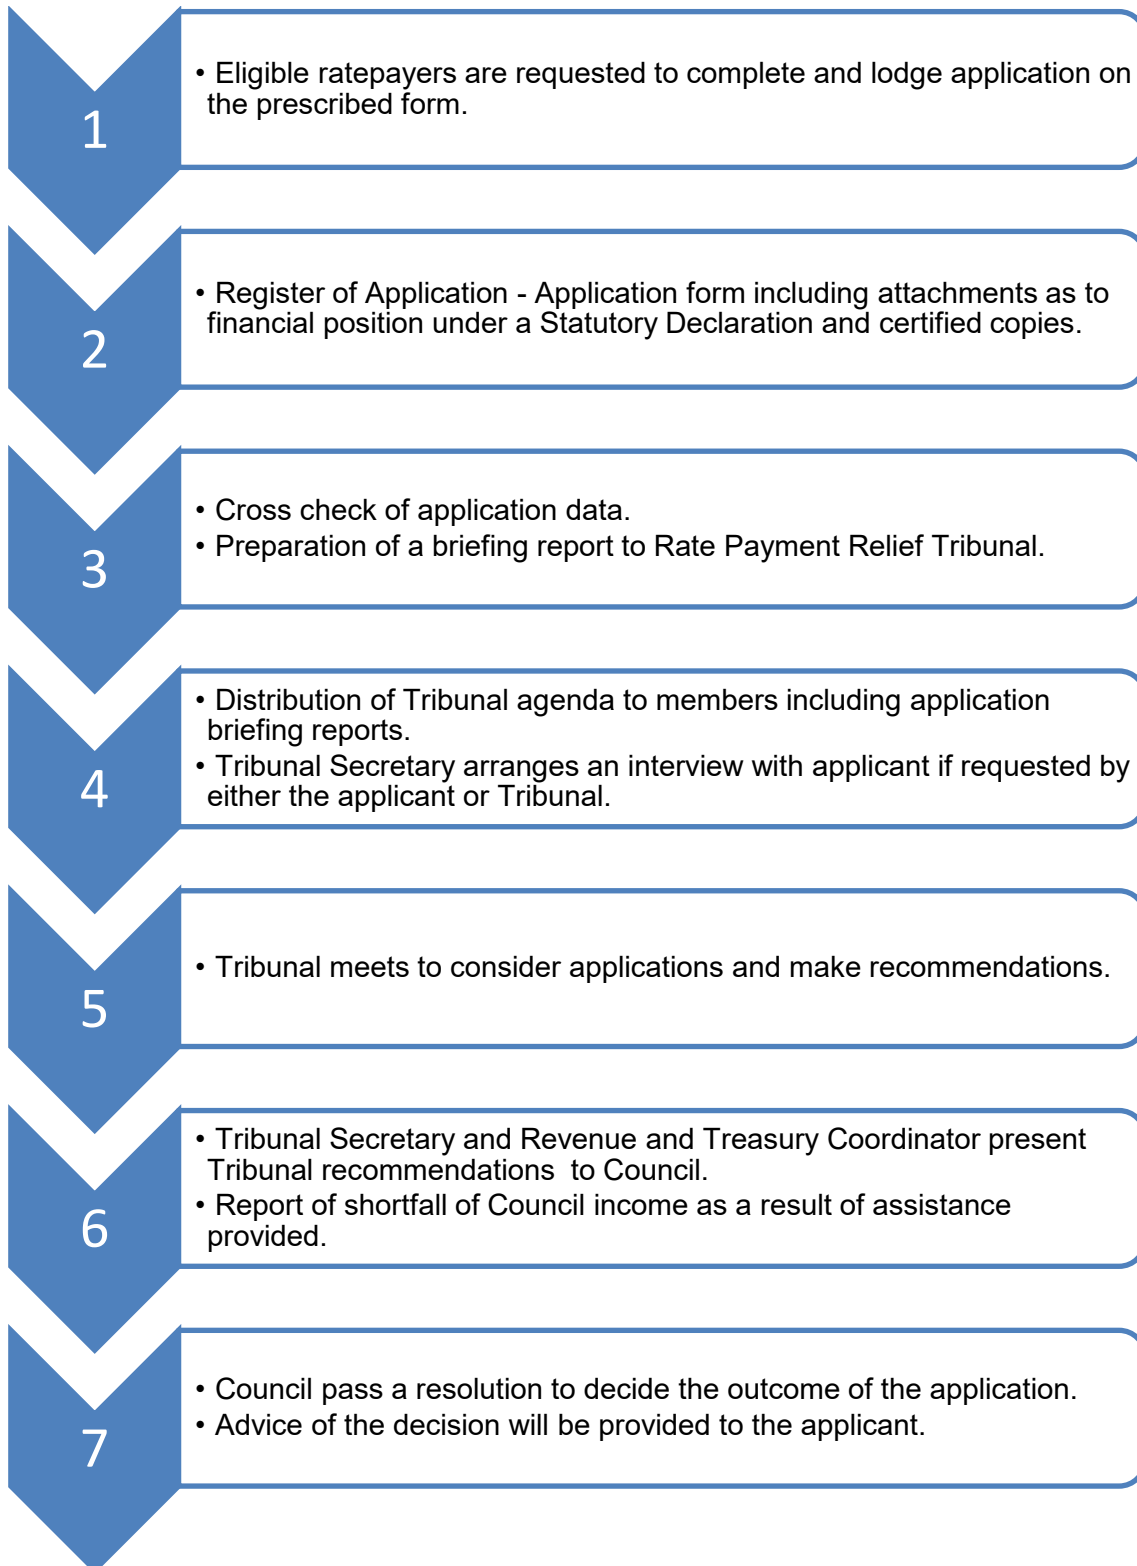 1
• Eligible ratepayers are requested to complete and lodge application on
the prescribed form.
2
• Register of Application - Application form including attachments as to
financial position under a Statutory Declaration and certified copies.
3
• Cross check of application data.
• Preparation of a briefing report to Rate Payment Relief Tribunal.
4
• Distribution of Tribunal agenda to members including application
briefing reports.
• Tribunal Secretary arranges an interview with applicant if requested by
either the applicant or Tribunal.
5
• Tribunal meets to consider applications and make recommendations.
6
• Tribunal Secretary and Revenue and Treasury Coordinator present
Tribunal recommendations  to Council.
• Report of shortfall of Council income as a result of assistance
provided.
7
• Council pass a resolution to decide the outcome of the application.
• Advice of the decision will be provided to the applicant.